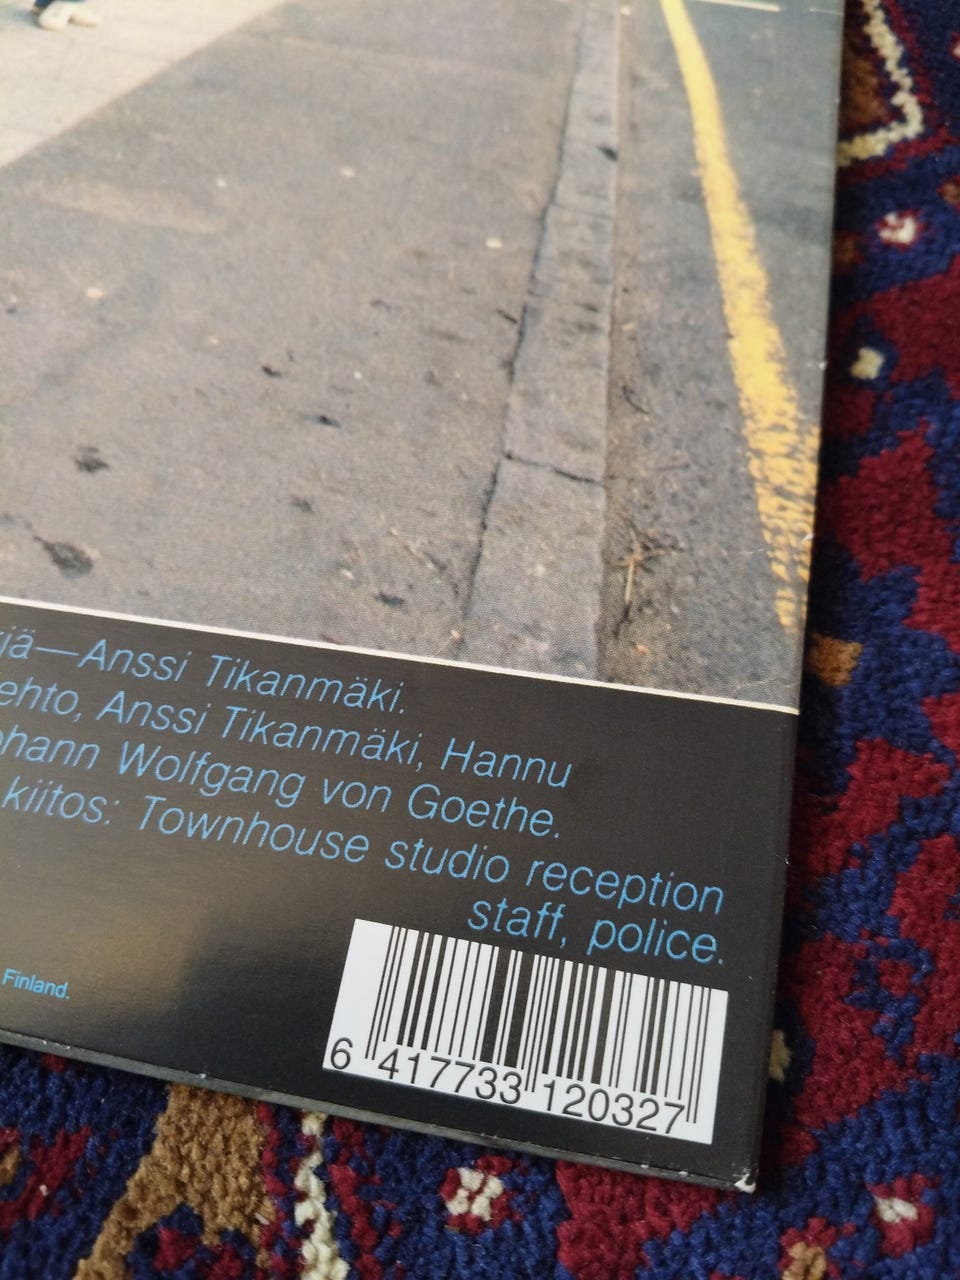 jä—Anssi Tikanmäki.
ehto, Anssi Tikanmäki, Hannu
ohann Wolfgang von Goethe.
kiitos: Townhouse studio reception
staff, police.
Finland.
6 417733 120327